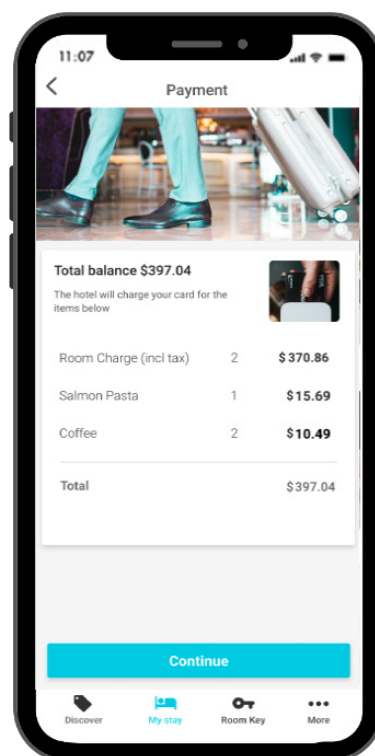 11:07
Payment
Total balance $397.04
The hotel will charge your card for the
items below
Room Charge (incl tax) 2 $370.86
Salmon Pasta 1 $15.69
Coffee 2 $10.49
Total $397.04
Continue
Discover My stay Room Key More